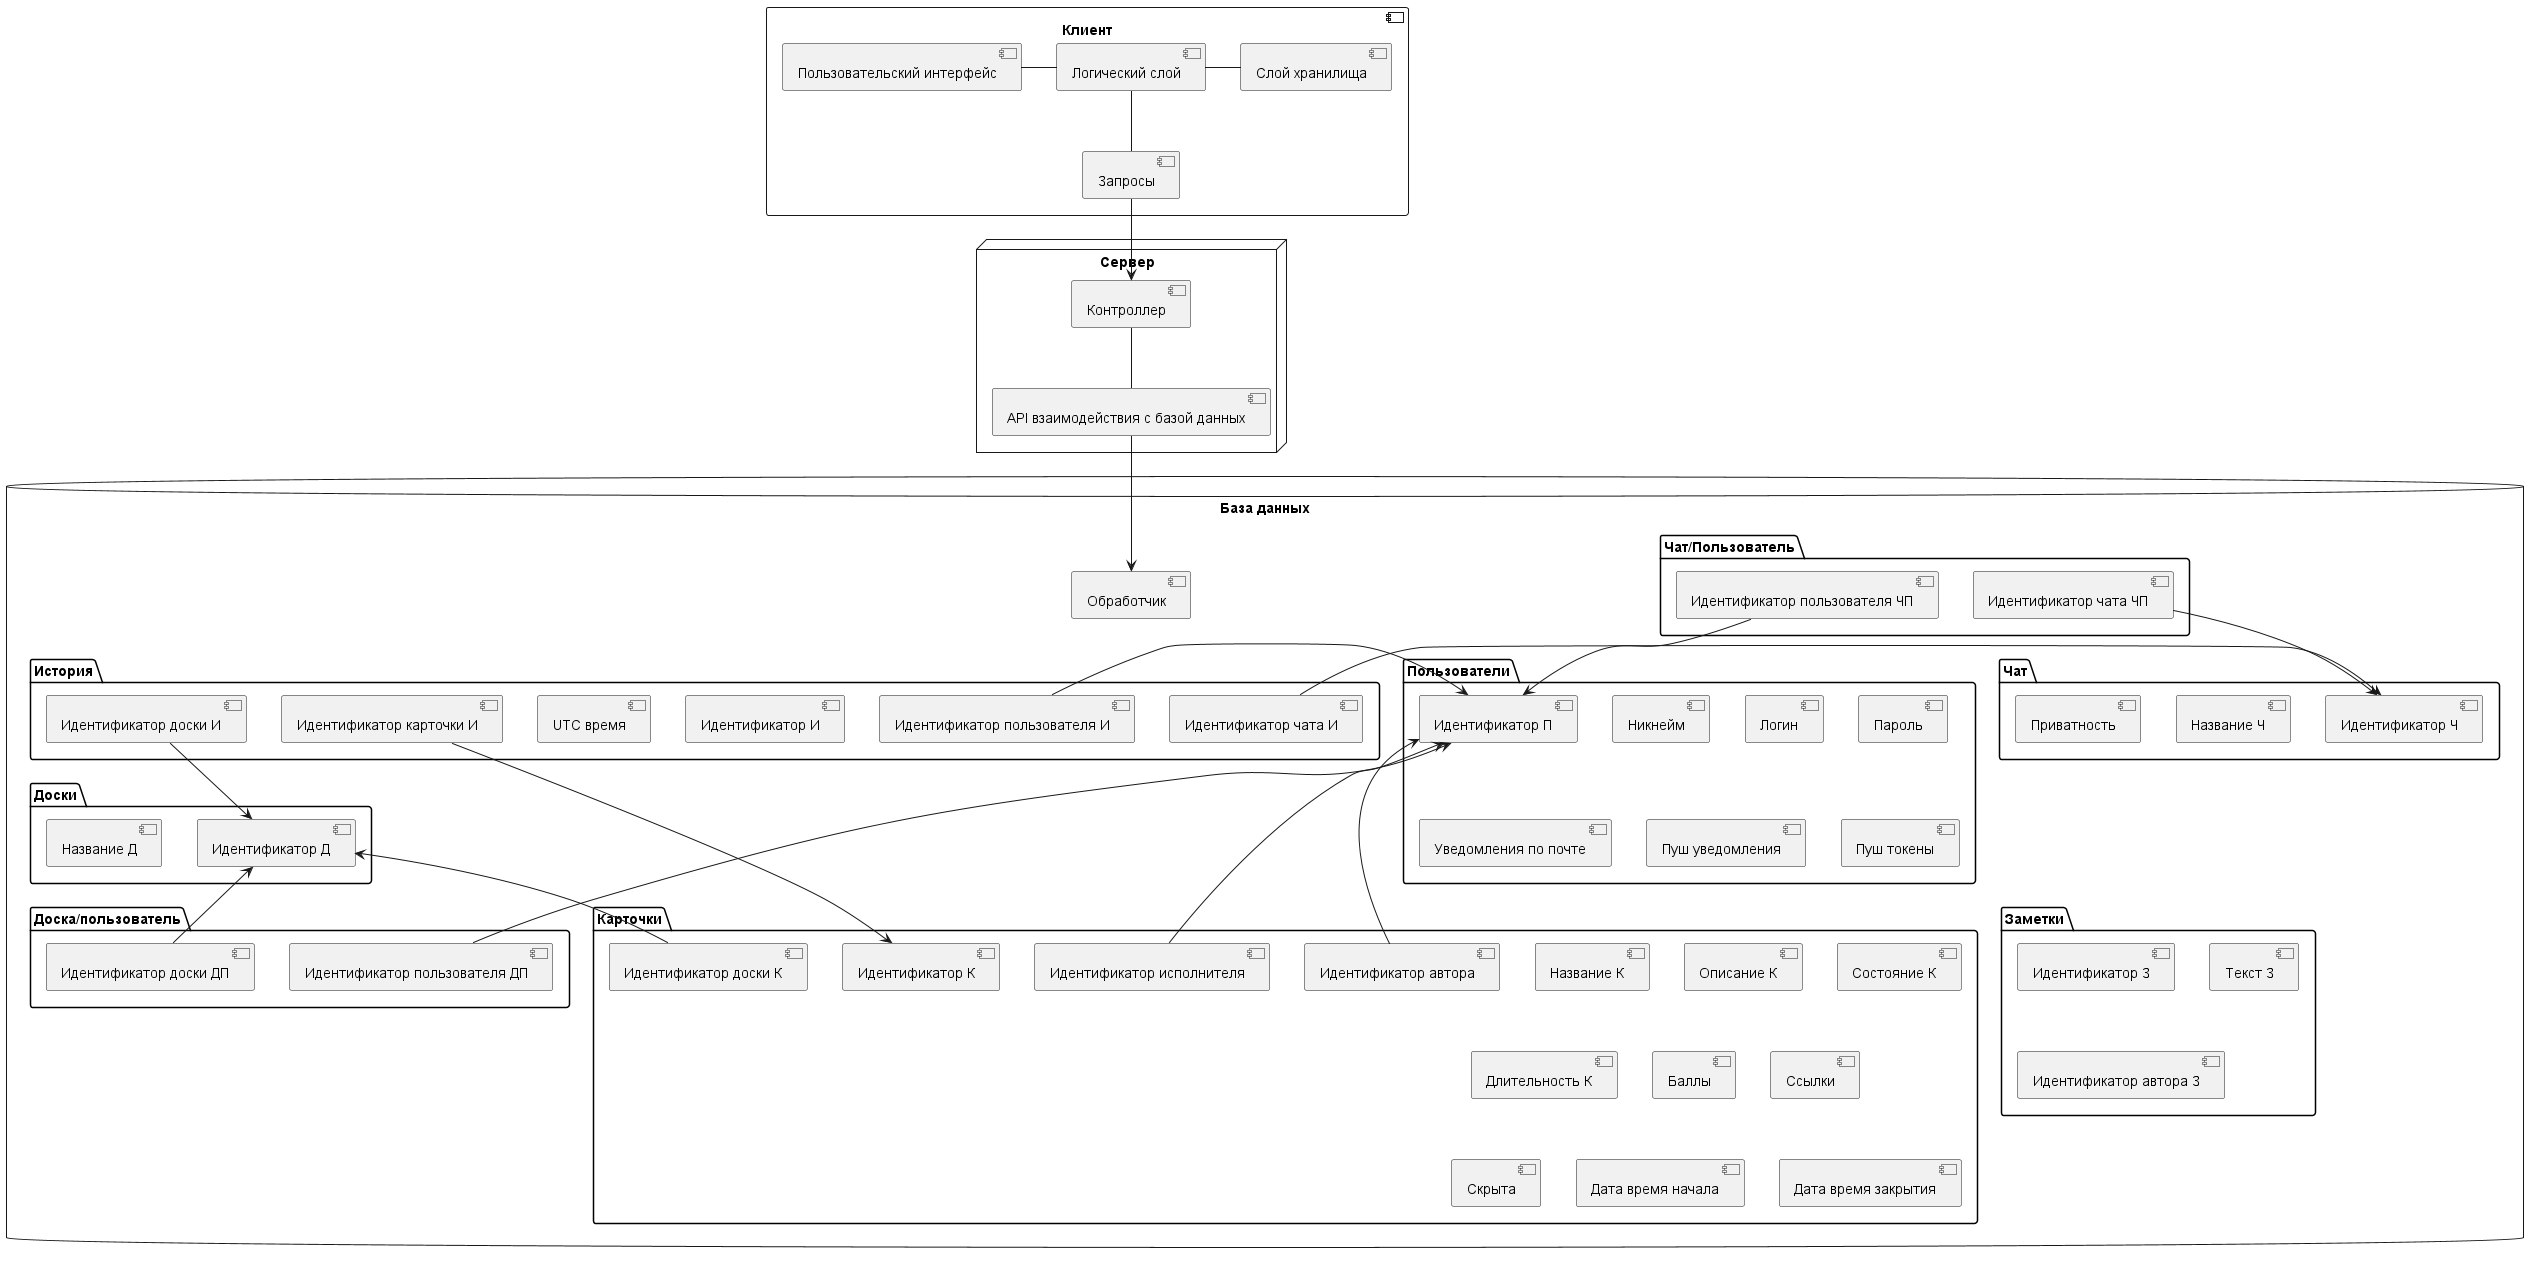 Клиент
Пользовательский интерфейс
Логический слой
Слой хранилища
Запросы
Сервер
Контроллер
API взаимодействия с базой данных
База данных
Обработчик
Чат/Пользователь
Идентификатор пользователя ЧП
Идентификатор чата ЧП
История
Идентификатор доски И
Идентификатор карточки И
UTC время
Идентификатор И
Идентификатор пользователя И
Идентификатор чата И
Пользователи
Идентификатор П
Никнейм
Логин
Пароль
Уведомления по почте
Пуш уведомления
Пуш токены
Чат
Приватность
Название Ч
Идентификатор Ч
Доски
Название Д
Идентификатор Д
Доска/пользователь
Идентификатор доски ДП
Идентификатор пользователя ДП
Карточки
Идентификатор доски К
Идентификатор К
Идентификатор исполнителя
Идентификатор автора
Название К
Описание К
Состояние К
Длительность К
Баллы
Ссылки
Скрыта
Дата время начала
Дата время закрытия
Заметки
Идентификатор З
Текст З
Идентификатор автора З